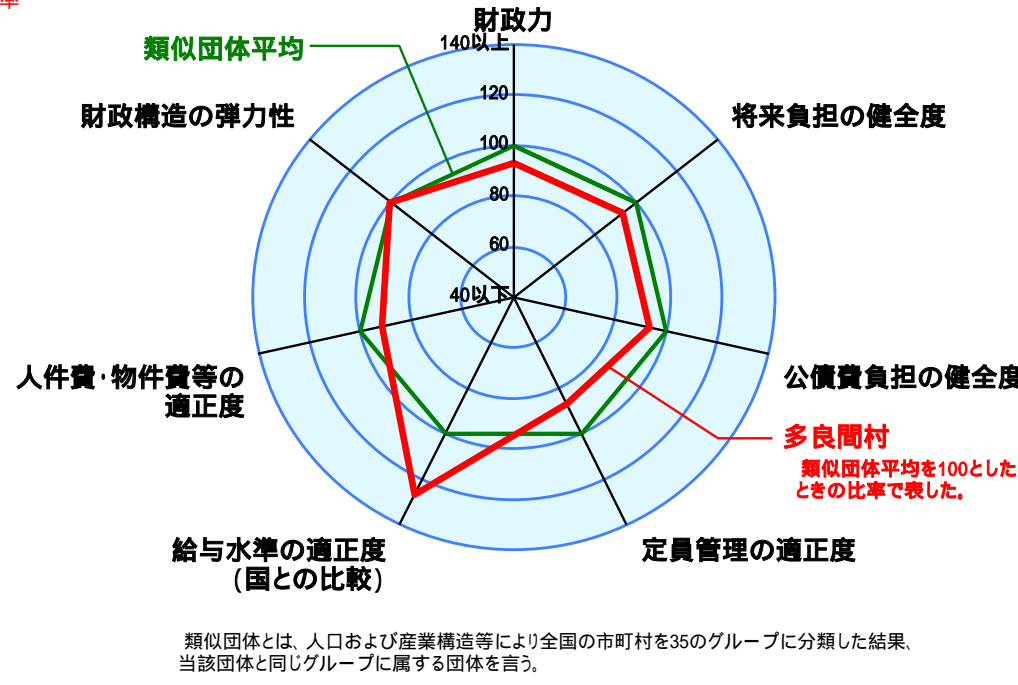 率
財政力
140以上
類似団体平均
120
財政構造の弾力性
将来負担の健全度
100
80
60
40以下
人件費・物件費等の
適正度
公債費負担の健全度
多良間村
類似団体平均を100とした
ときの比率で表した。
給与水準の適正度
(国との比較)
定員管理の適正度
類似団体とは、人口および産業構造等により全国の市町村を35のグループに分類した結果、
当該団体と同じグループに属する団体を言う。